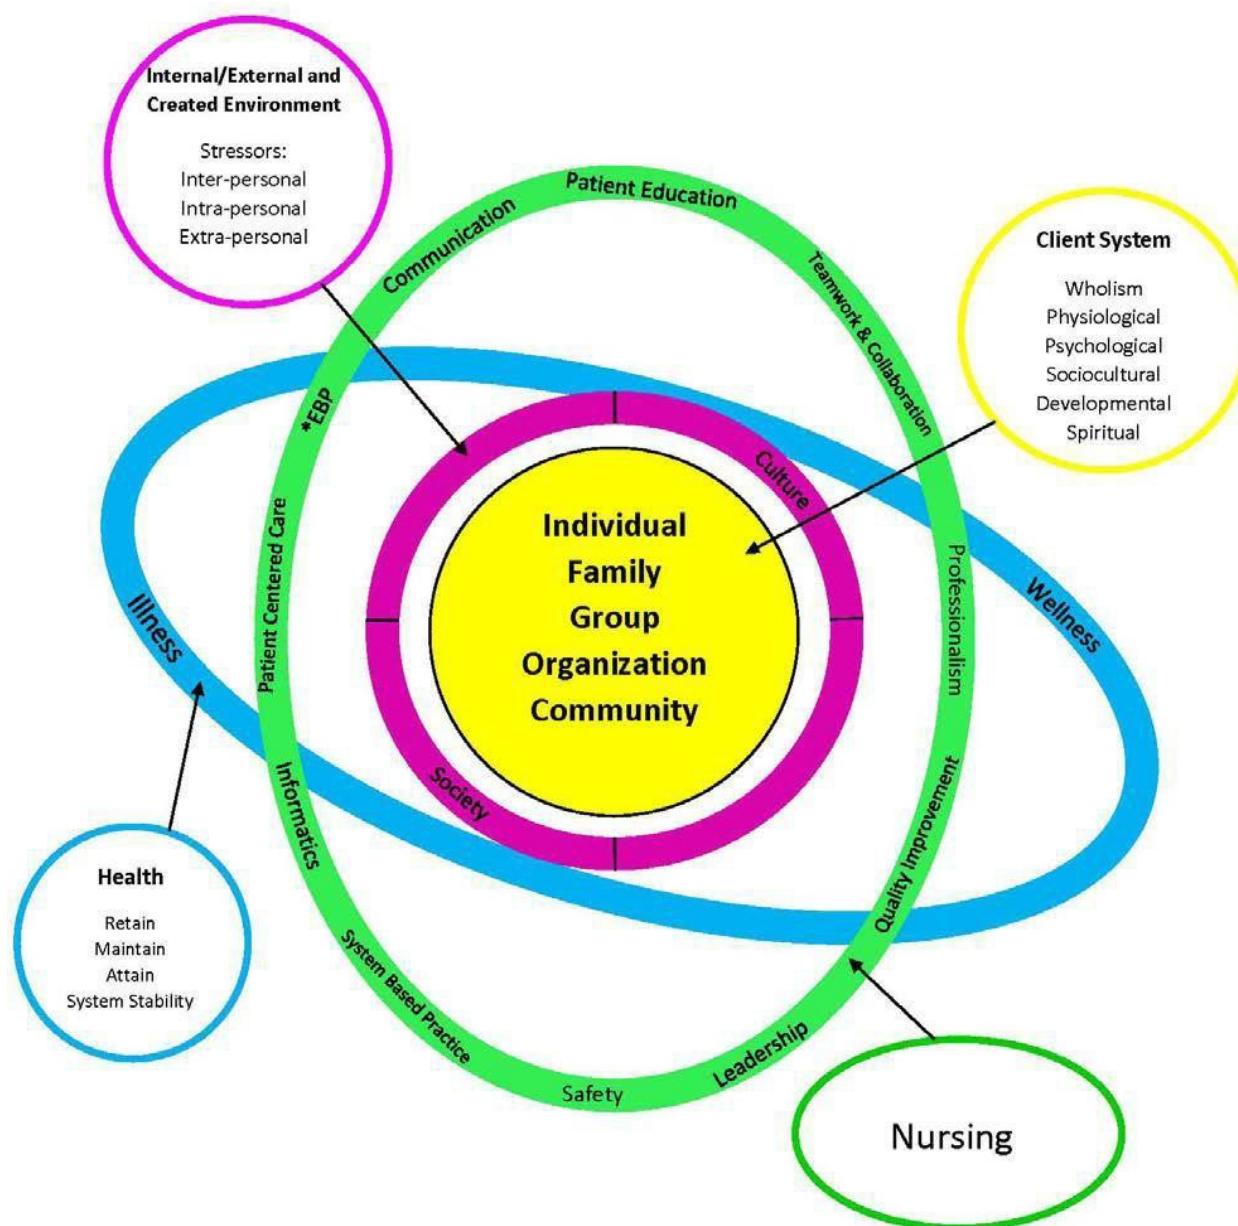 Internal/External and
Created Environment
Stressors:
Inter-personal
Intra-personal
Extra-personal
Client System
Wholism
Physiological
Psychological
Sociocultural
Developmental
Spiritual
Patient Education
Communication
Teamwork & Collaboration
*EBP
Professionalism
Patient Centered Care
Quality Improvement
Informatics
Leadership
System Based Practice
Safety
Culture
Society
Illness
Wellness
Individual
Family
Group
Organization
Community
Health
Retain
Maintain
Attain
System Stability
Nursing